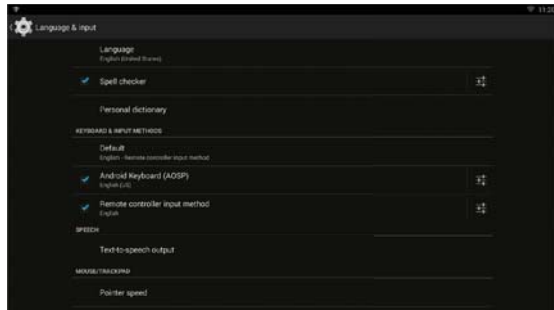 11:28
Language & input
Language
English (United States)
Spell checker
Personal dictionary
KEYBOARD & INPUT METHODS
Default
English - Remote controller input method
Android Keyboard (AOSP)
English (US)
Remote controller input method
English
SPEECH
Text-to-speech output
MOUSE/TRACKPAD
Pointer speed